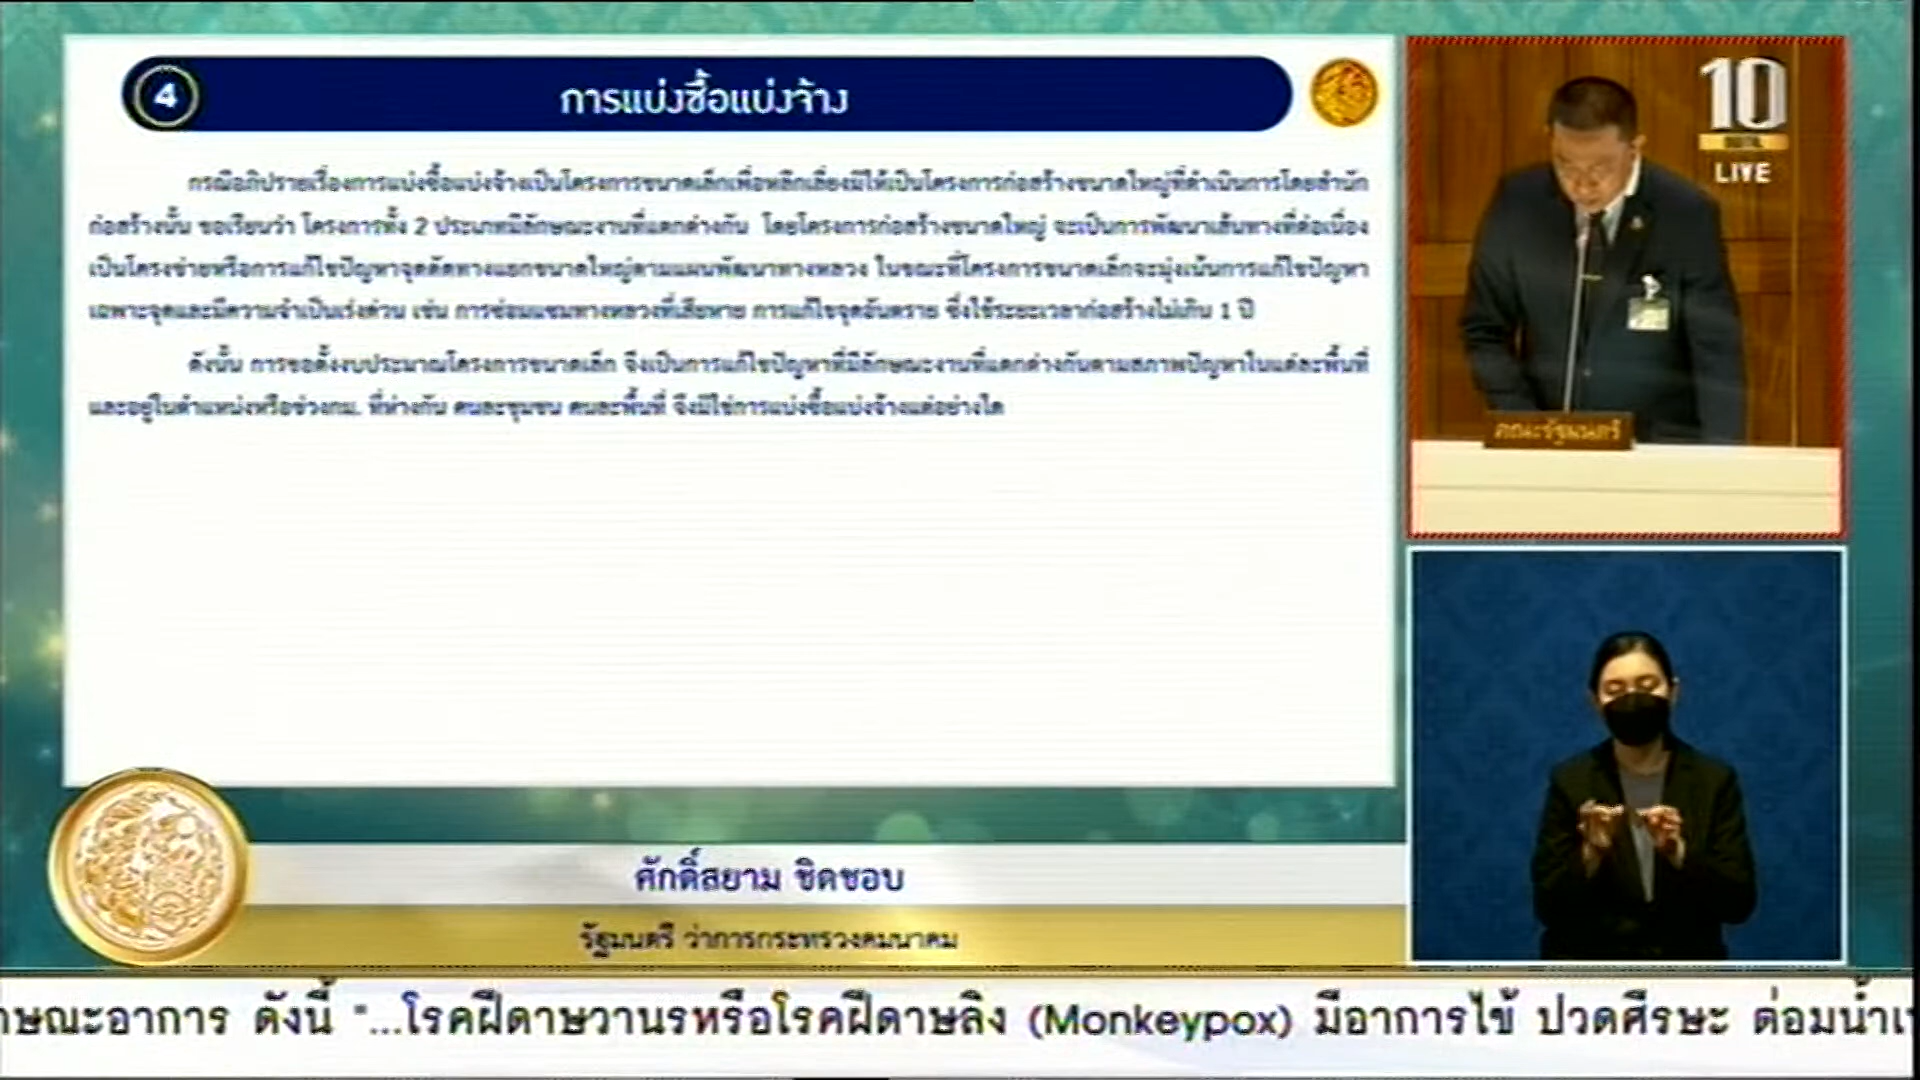 4
การแบ่งซื้อแบ่งจ้าง
กรณีอภิปรายเรื่องการแบ่งซื้อแบ่งจ้างเป็นโครงการขนาดเล็กเพื่อหลีกเลี่ยงมิให้เป็นโครงการก่อสร้างขนาดใหญ่ที่ดำเนินการโดยสำนัก
ก่อสร้างนั้น ขอเรียนว่า โครงการทั้ง 2 ประเภทมีลักษณะงานที่แตกต่างกัน โดยโครงการก่อสร้างขนาดใหญ่ จะเป็นการพัฒนาเส้นทางที่ต่อเนื่อง
เป็นโครงข่ายหรือการแก้ไขปัญหาจุดตัดทางแยกขนาดใหญ่ตามแผนพัฒนาทางหลวง ในขณะที่โครงการขนาดเล็กจะมุ่งเน้นการแก้ไขปัญหา
เฉพาะจุดและมีความจำเป็นเร่งด่วน เช่น การซ่อมแซมทางหลวงที่เสียหาย การแก้ไขจุดอันตราย ซึ่งใช้ระยะเวลาก่อสร้างไม่เกิน 1 ปี
ดังนั้น การขอตั้งงบประมาณโครงการขนาดเล็ก จึงเป็นการแก้ไขปัญหาที่มีลักษณะงานที่แตกต่างกันตามสภาพปัญหาในแต่ละพื้นที่
และอยู่ในตำแหน่งหรือช่วงกม. ที่ห่างกัน คนละชุมชน คนละพื้นที่ จึงมิใช่การแบ่งซื้อแบ่งจ้างแต่อย่างใด
10
LIVE
คณะรัฐมนตรี
ศักดิ์สยาม ชิดชอบ
รัฐมนตรี ว่าการกระทรวงคมนาคม
าษณะอาการ ดังนี้ "...โรคฝีดาษวานรหรือโรคฝีดาษลิง (Monkeypox) มีอาการไข้ ปวดศีรษะ ต่อมน้ำเ